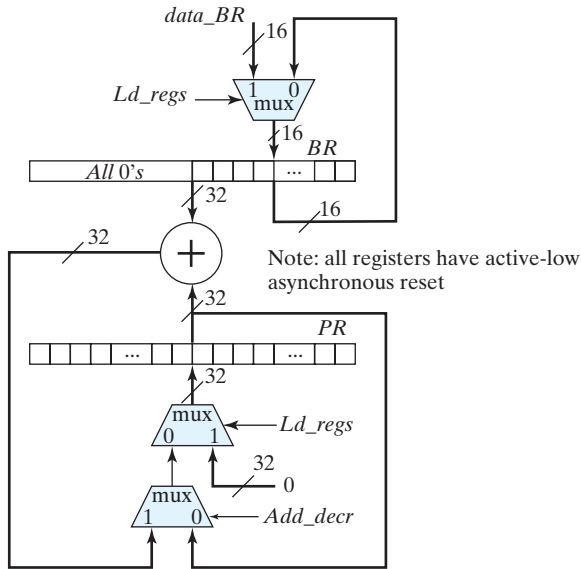 data_BR
16
1 0
mux
Ld_regs
16
BR
All 0's
...
32
16
32
+
Note: all registers have active-low
asynchronous reset
32
PR
... ...
32
mux
0 1
Ld_regs
32
0
mux
1 0
Add_decr